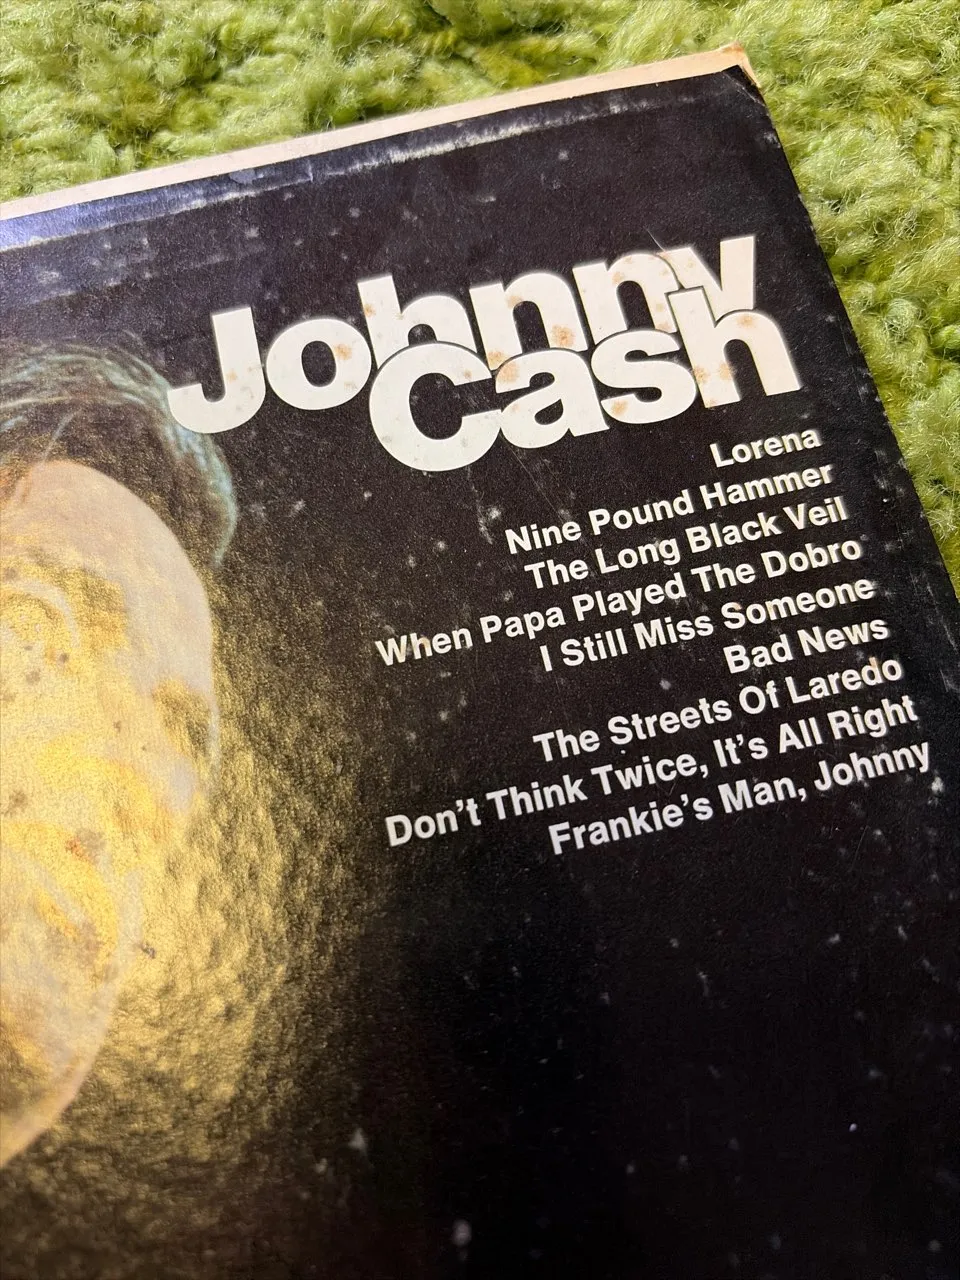 Johnny
Cash
Lorena
Nine Pound Hammer
The Long Black Veil
When Papa Played The Dobro
I Still Miss Someone
Bad News
The Streets Of Laredo
Don't Think Twice, It's All Right
Frankie's Man, Johnny